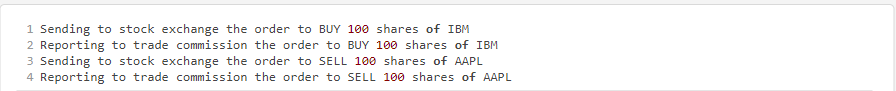 1 Sending to stock exchange the order to BUY 100 shares of IBM
2 Reporting to trade commission the order to BUY 100 shares of IBM
3 Sending to stock exchange the order to SELL 100 shares of AAPL
4 Reporting to trade commission the order to SELL 100 shares of AAPL